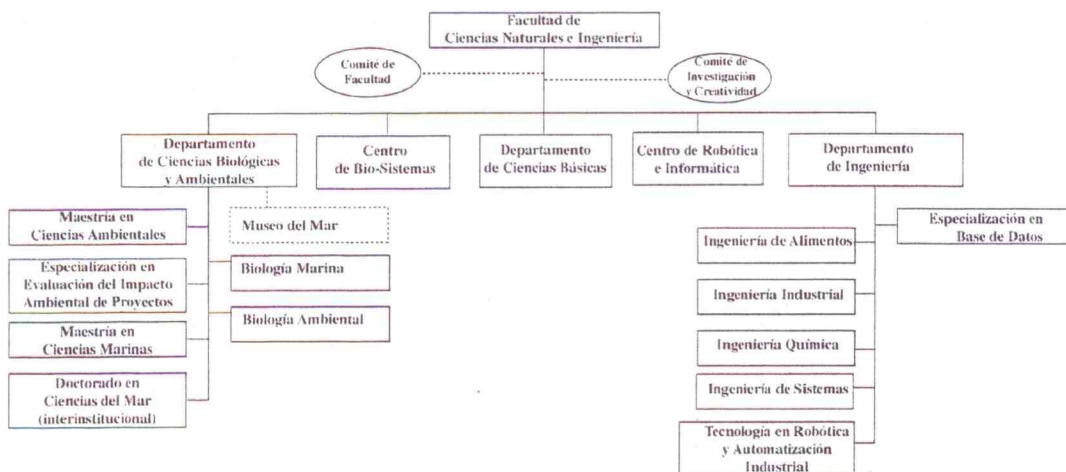 Facultad de
Ciencias Naturales e Ingeniería
Comité de
Facultad
Comité de
Investigación
y Creatividad
Departamento
de Ciencias Biológicas
y Ambientales
Centro
de Bio-Sistemas
Departamento
de Ciencias Básicas
Centro de Robótica
e Informática
Departamento
de Ingeniería
Museo del Mar
Maestría en
Ciencias Ambientales
Especialización en
Evaluación del Impacto
Ambiental de Proyectos
Maestría en
Ciencias Marinas
Doctorado en
Ciencias del Mar
(interinstitucional)
Biología Marina
Biología Ambiental
Especialización en
Base de Datos
Ingeniería de Alimentos
Ingeniería Industrial
Ingeniería Química
Ingeniería de Sistemas
Tecnología en Robótica
y Automatización
Industrial